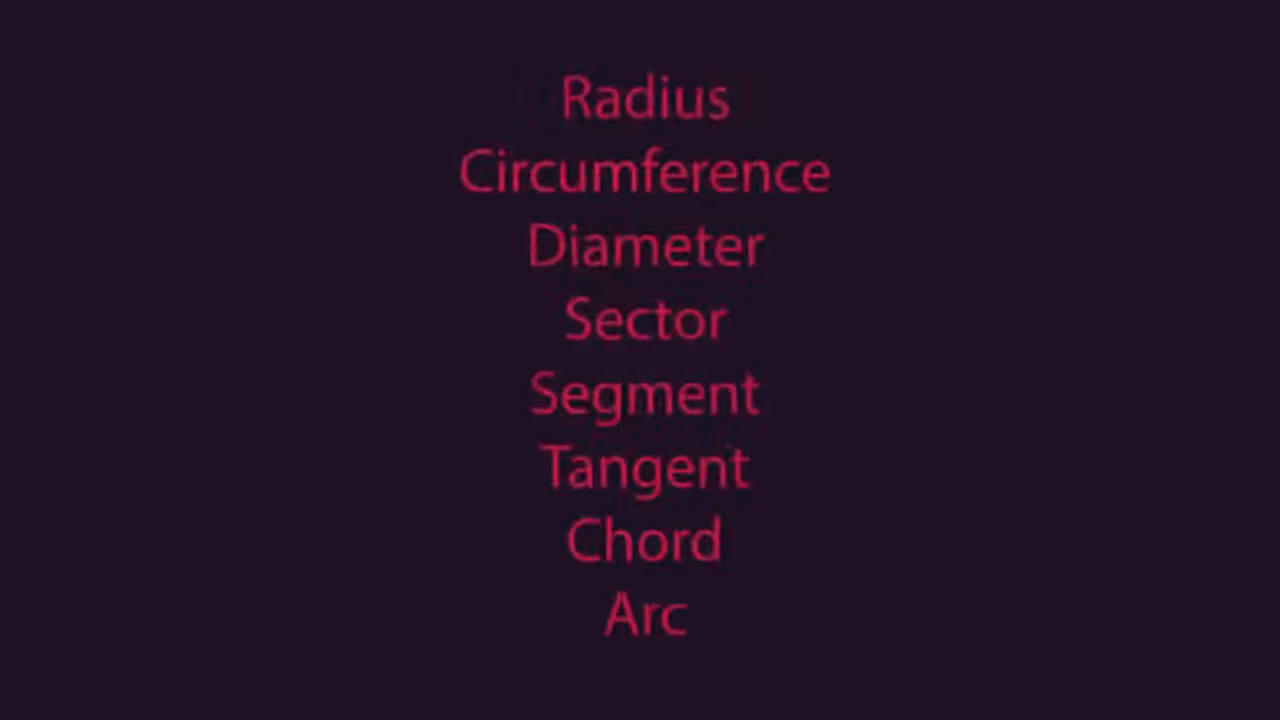 Radius
Circumference
Diameter
Sector
Segment
Tangent
Chord
Arc